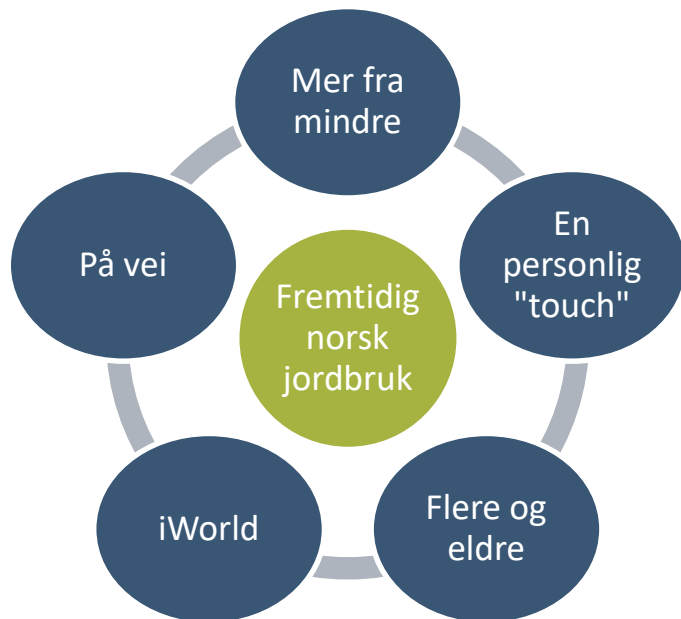 Mer fra
mindre
En
personlig
"touch"
Flere og
eldre
iWorld
På vei
Fremtidig
norsk
jordbruk